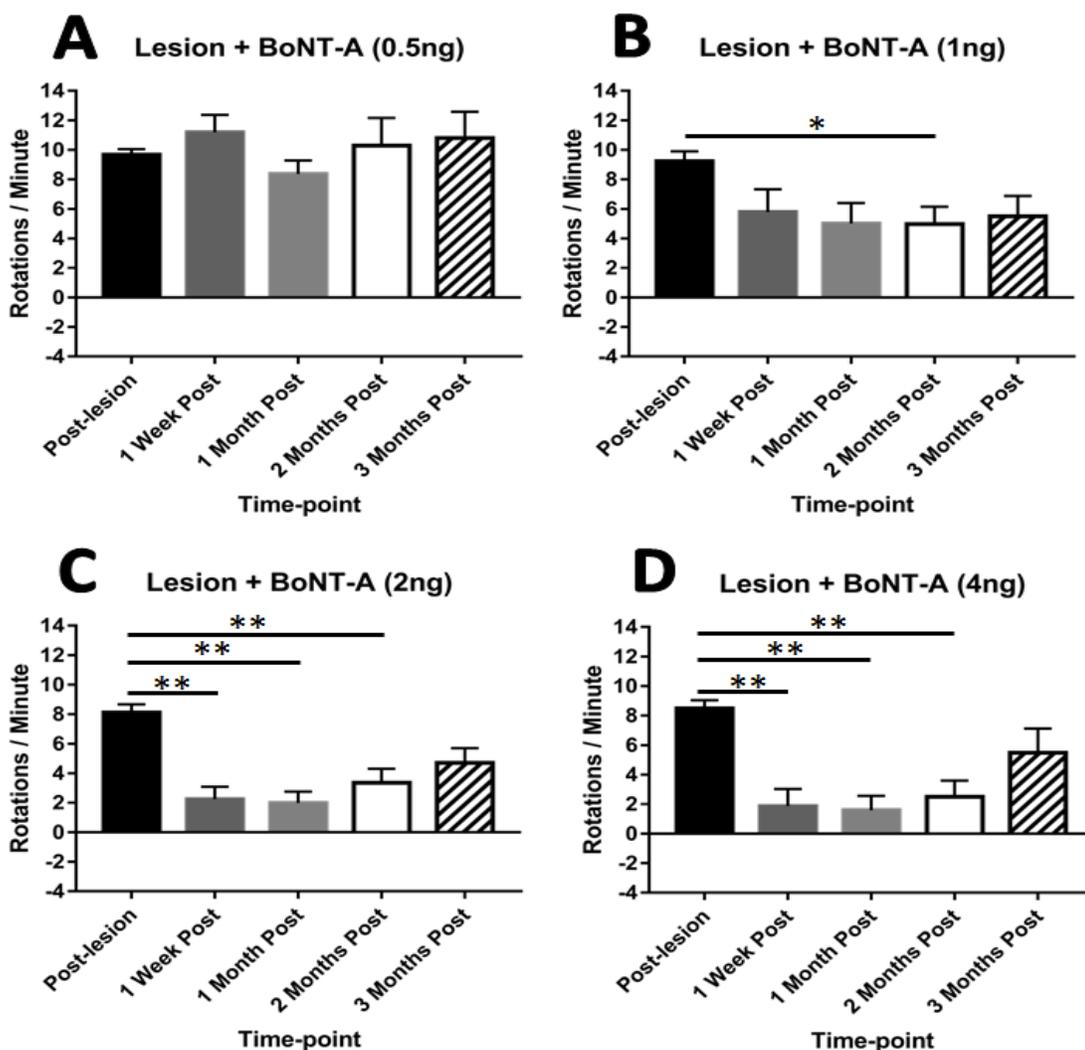 A Lesion + BoNT-A (0.5ng)
Rotations / Minute
14
12
10
8
6
4
2
0
-2
-4
Post-lesion
1 Week Post
1 Month Post
2 Months Post
3 Months Post
Time-point
B Lesion + BoNT-A (1ng)
*
Rotations / Minute
14
12
10
8
6
4
2
0
-2
-4
Post-lesion
1 Week Post
1 Month Post
2 Months Post
3 Months Post
Time-point
C Lesion + BoNT-A (2ng)
**
**
**
Rotations / Minute
14
12
10
8
6
4
2
0
-2
-4
Post-lesion
1 Week Post
1 Month Post
2 Months Post
3 Months Post
Time-point
D Lesion + BoNT-A (4ng)
**
**
**
Rotations / Minute
14
12
10
8
6
4
2
0
-2
-4
Post-lesion
1 Week Post
1 Month Post
2 Months Post
3 Months Post
Time-point